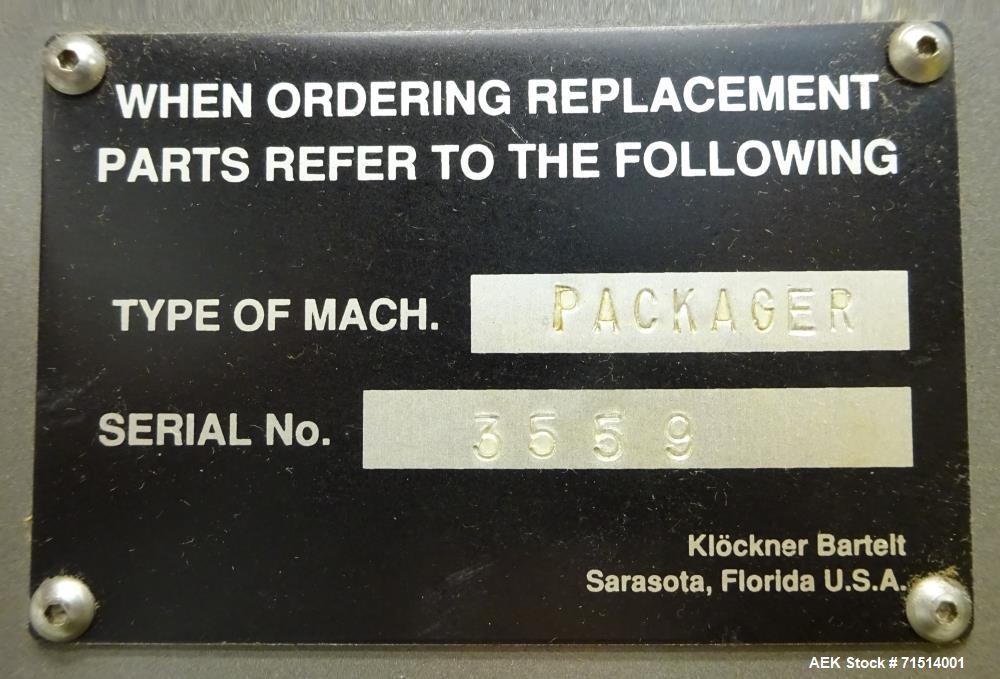 WHEN ORDERING REPLACEMENT
PARTS REFER TO THE FOLLOWING
TYPE OF MACH. PACKAGER
SERIAL No. 3559
Klöckner Bartelt
Sarasota, Florida U.S.A.
AEK Stock # 71514001